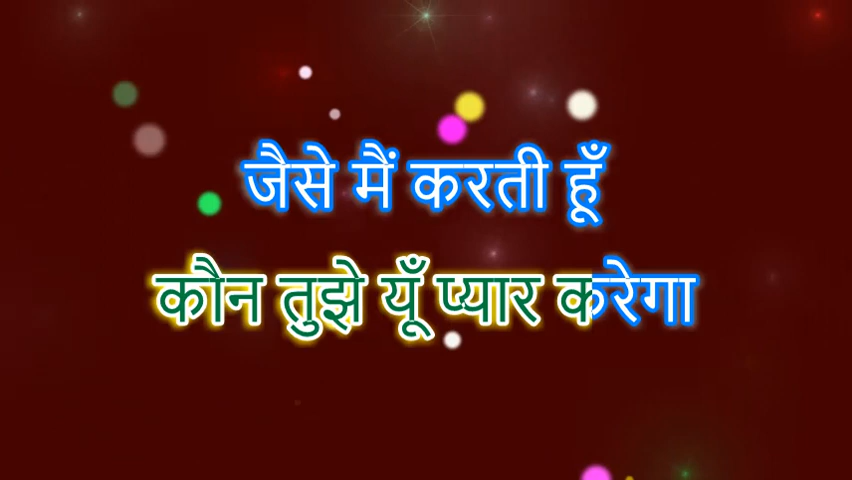 जैसे मैं करती हूँ
कौन तुझे यूँ प्यार करेगा